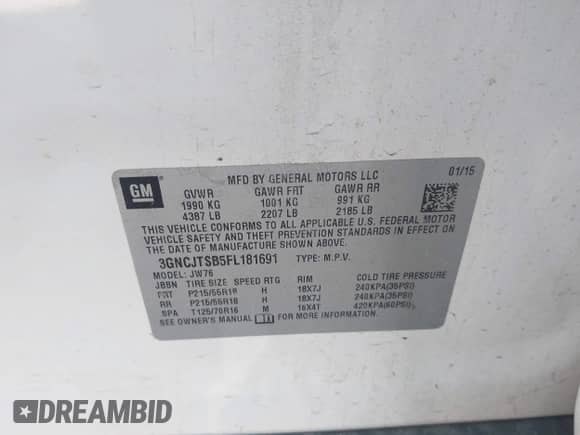 GM
MFD BY GENERAL MOTORS LLC 01/15
GVWR GAWR FRT GAWR RR
1990 KG 1001 KG 991 KG
4387 LB 2207 LB 2185 LB
THIS VEHICLE CONFORMS TO ALL APPLICABLE U.S. FEDERAL MOTOR
VEHICLE SAFETY AND THEFT PREVENTION STANDARDS IN EFFECT ON
THE DATE OF MANUFACTURE SHOWN ABOVE.
3GNCJTSB5FL181691 TYPE: M.P.V.
MODEL: JW76
JBBN TIRE SIZE SPEED RTG RIM COLD TIRE PRESSURE
FRT P215/55R18 H 18X7J 240KPA(35PSI)
RR P215/55R18 H 18X7J 240KPA(35PSI)
SPA T125/70R16 M 16X4T 420KPA(60PSI)
SEE OWNER'S MANUAL
DREAMBID